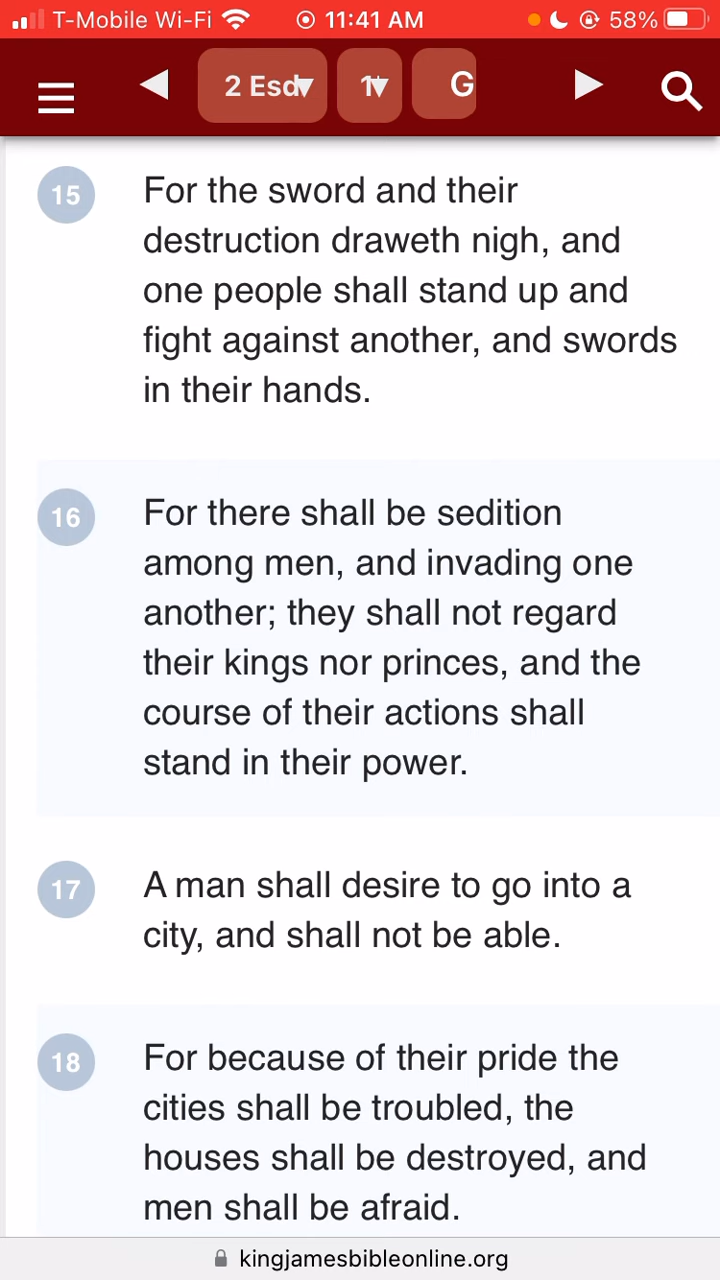 T-Mobile Wi-Fi 11:41 AM 58%
2 Esd 1 G
15 For the sword and their
destruction draweth nigh, and
one people shall stand up and
fight against another, and swords
in their hands.
16 For there shall be sedition
among men, and invading one
another; they shall not regard
their kings nor princes, and the
course of their actions shall
stand in their power.
17 A man shall desire to go into a
city, and shall not be able.
18 For because of their pride the
cities shall be troubled, the
houses shall be destroyed, and
men shall be afraid.
kingjamesbibleonline.org